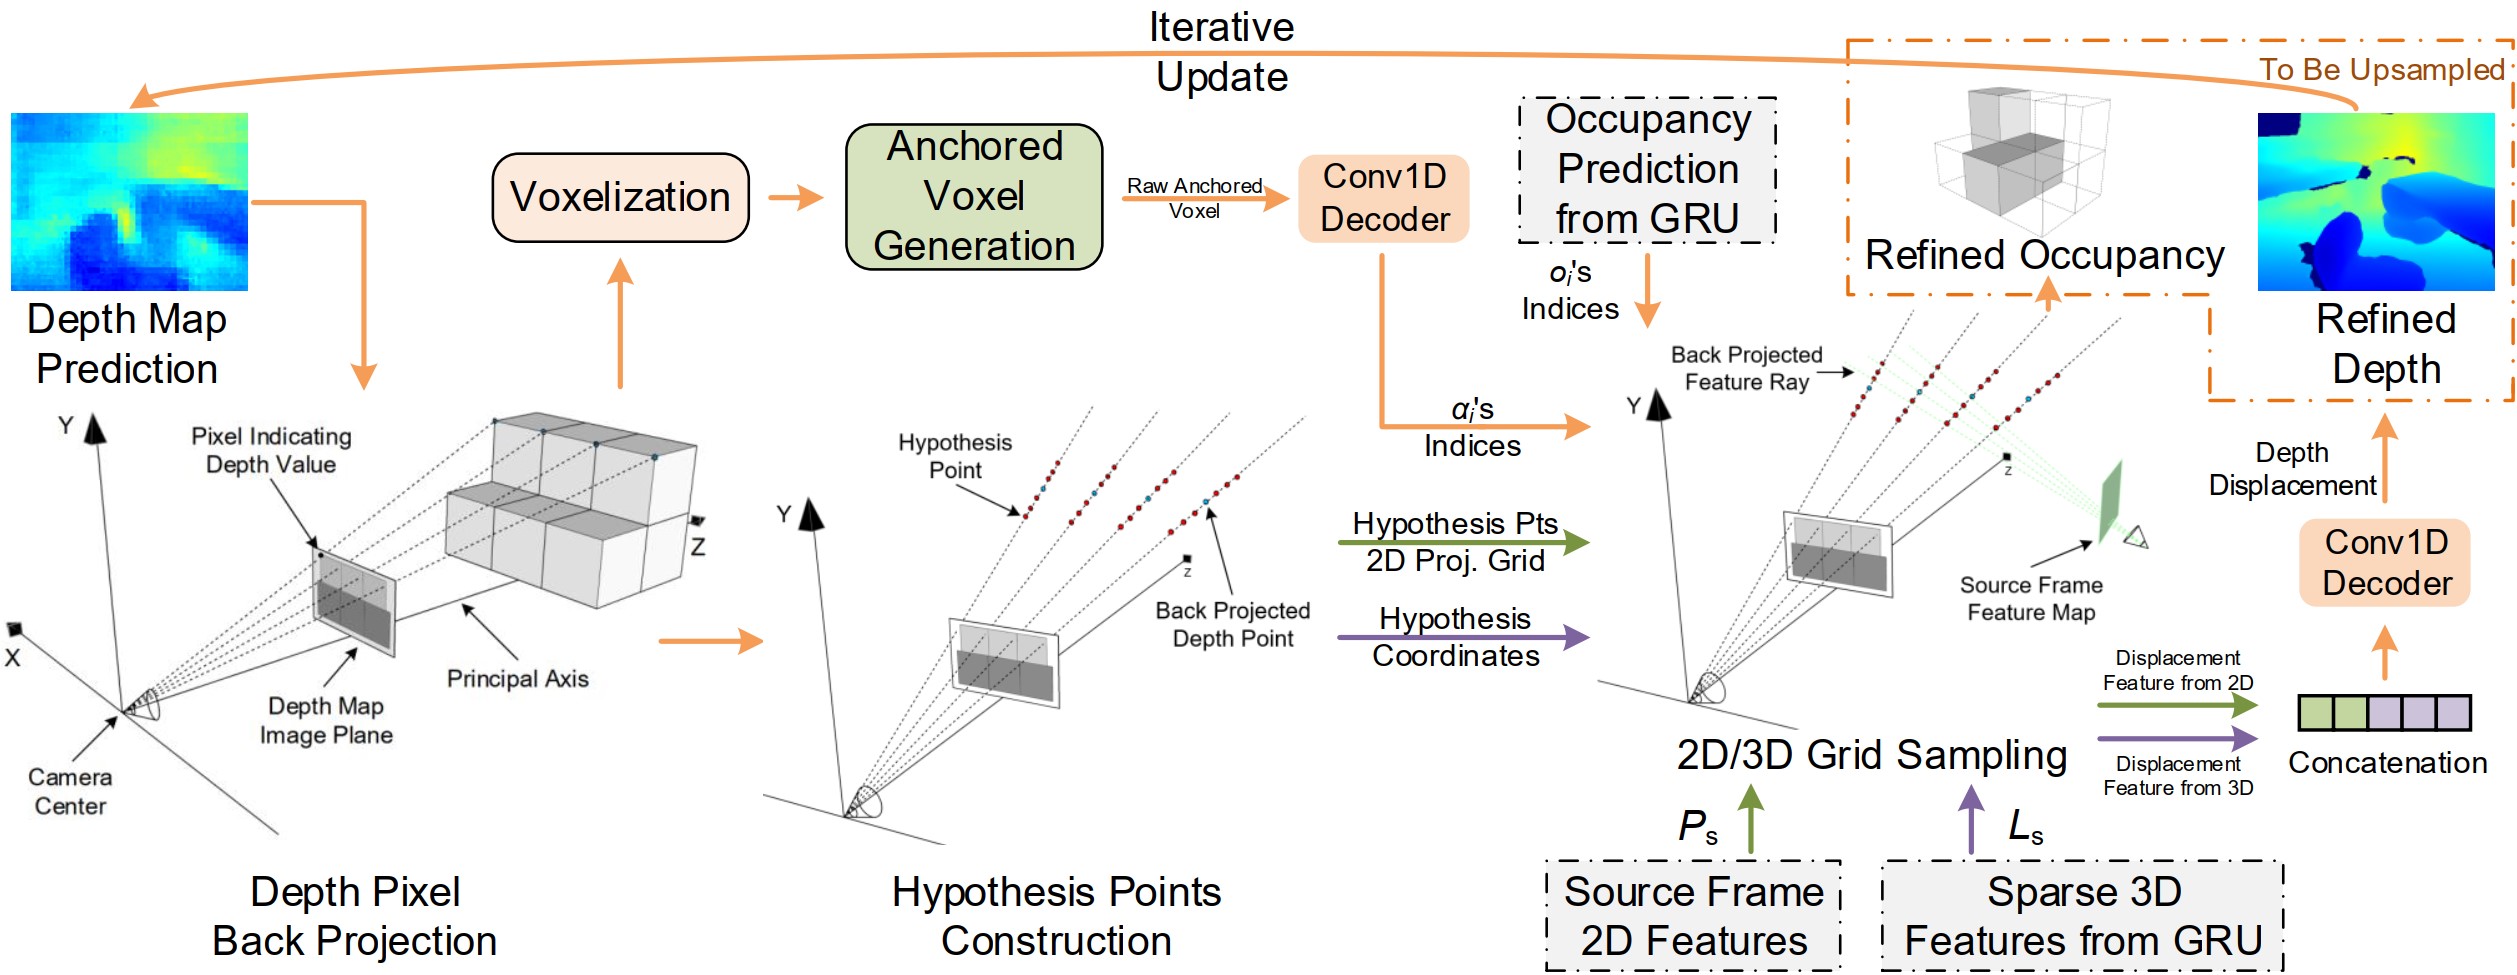 Iterative
Update
To Be Upsampled
Depth Map
Prediction
Voxelization
Anchored
Voxel
Generation
Raw Anchored
Voxel
Conv1D
Decoder
Occupancy
Prediction
from GRU
oᵢ's
Indices
Refined Occupancy
Refined
Depth
Y
Pixel Indicating
Depth Value
Z
X
Principal Axis
Depth Map
Image Plane
Camera
Center
Depth Pixel
Back Projection
Hypothesis
Point
Y
z
Back Projected
Depth Point
Hypothesis Points
Construction
αᵢ's
Indices
Hypothesis Pts
2D Proj. Grid
Hypothesis
Coordinates
Back Projected
Feature Ray
Y
z
Source Frame
Feature Map
2D/3D Grid Sampling
Pₛ
Lₛ
Source Frame
2D Features
Sparse 3D
Features from GRU
Displacement
Feature from 2D
Displacement
Feature from 3D
Concatenation
Conv1D
Decoder
Depth
Displacement